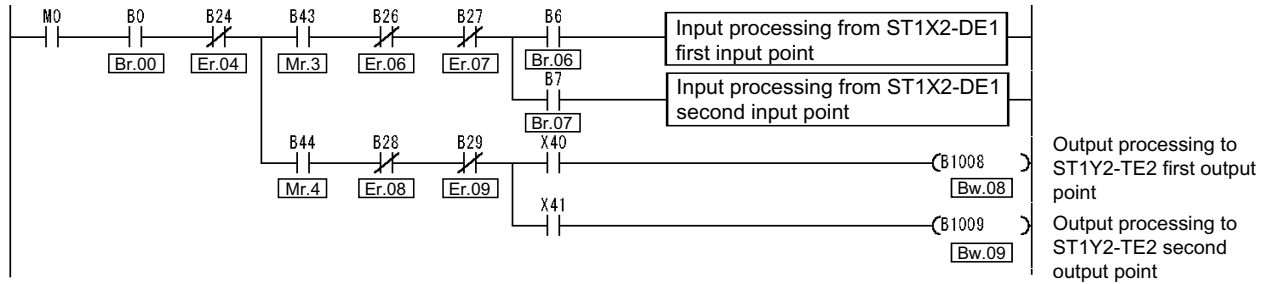 M0 B0 B24 B43 B26 B27 B6
Br.00 Er.04 Mr.3 Er.06 Er.07 Br.06
Input processing from ST1X2-DE1
first input point
B7
Br.07
Input processing from ST1X2-DE1
second input point
B44 B28 B29 X40
Mr.4 Er.08 Er.09
B1008
Bw.08
Output processing to
ST1Y2-TE2 first output
point
X41
B1009
Bw.09
Output processing to
ST1Y2-TE2 second
output point